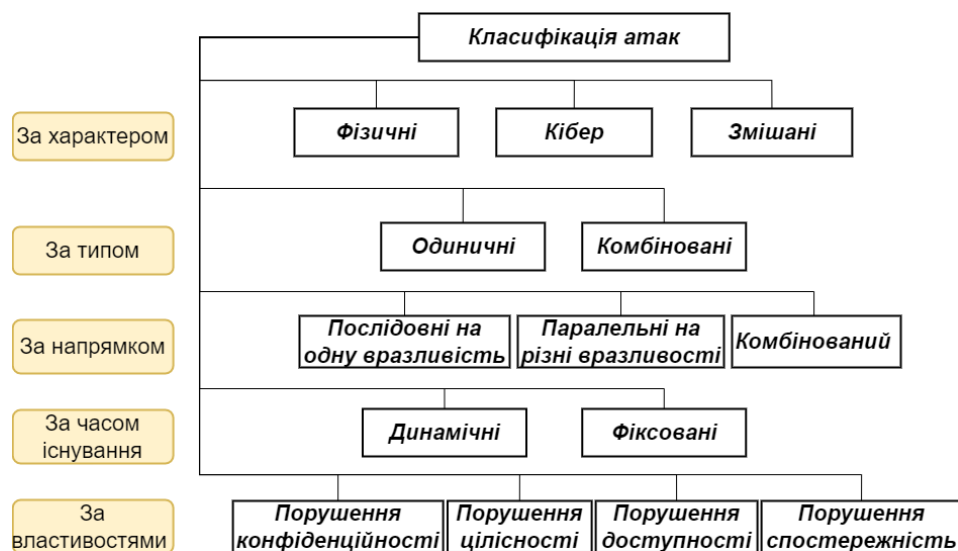 Класифікація атак
За характером
Фізичні
Кібер
Змішані
За типом
Одиничні
Комбіновані
За напрямком
Послідовні на
одну вразливість
Паралельні на
різні вразливості
Комбінований
За часом
існування
Динамічні
Фіксовані
За
властивостями
Порушення
конфіденційності
Порушення
цілісності
Порушення
доступності
Порушення
спостережність